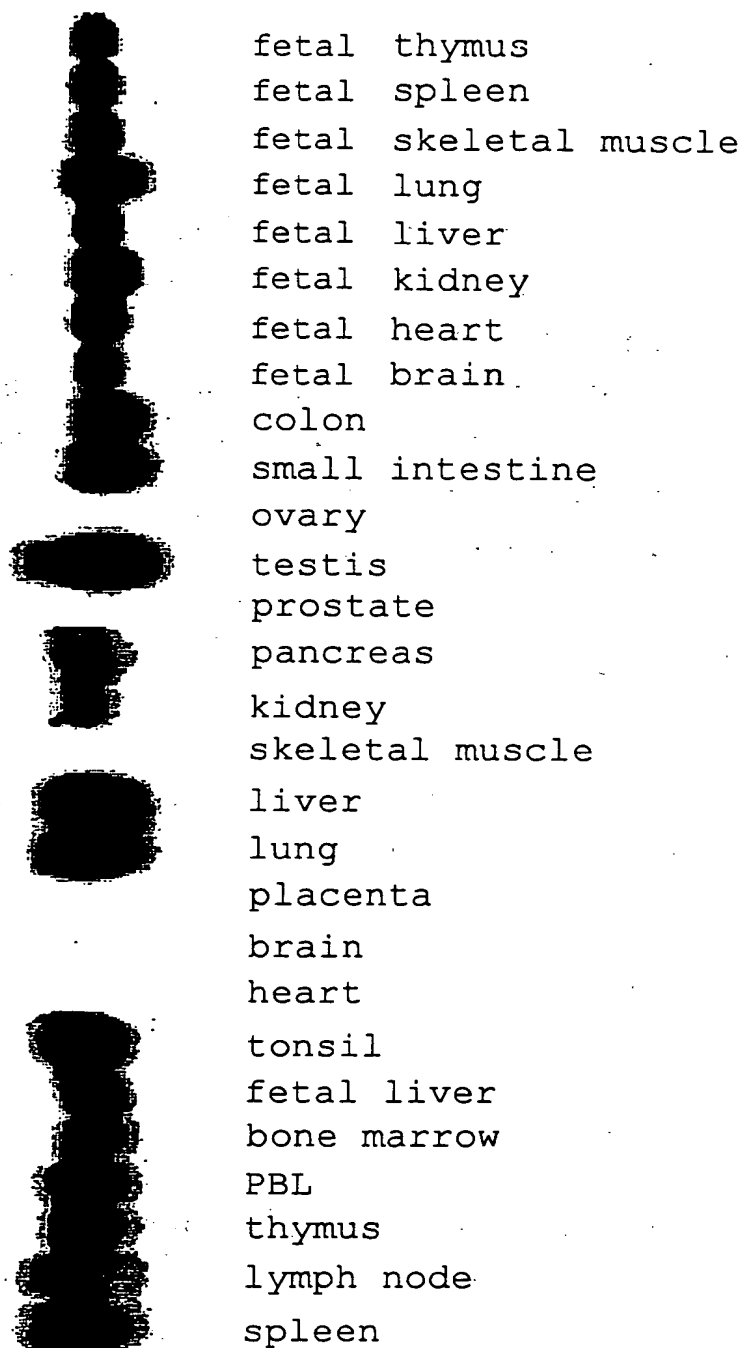 fetal thymus
fetal spleen
fetal skeletal muscle
fetal lung
fetal liver
fetal kidney
fetal heart
fetal brain
colon
small intestine
ovary
testis
prostate
pancreas
kidney
skeletal muscle
liver
lung
placenta
brain
heart
tonsil
fetal liver
bone marrow
PBL
thymus
lymph node
spleen